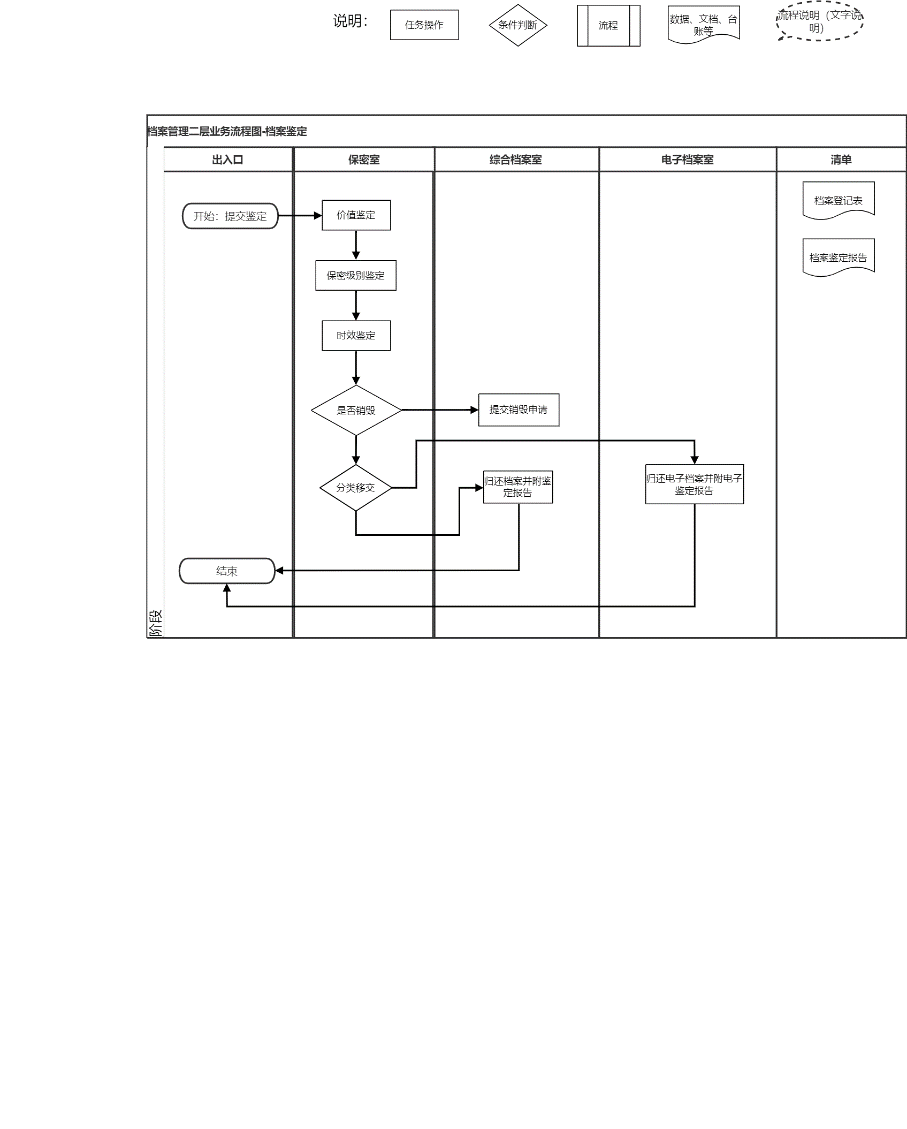 说明：
任务操作
条件判断
流程
数据、文档、台
账等
流程说明（文字说
明）
档案管理二层业务流程图-档案鉴定
出入口
保密室
综合档案室
电子档案室
清单
开始：提交鉴定
价值鉴定
档案登记表
保密级别鉴定
档案鉴定报告
时效鉴定
是否销毁
提交销毁申请
分类移交
归还档案并附鉴
定报告
归还电子档案并附电子
鉴定报告
结束
阶段